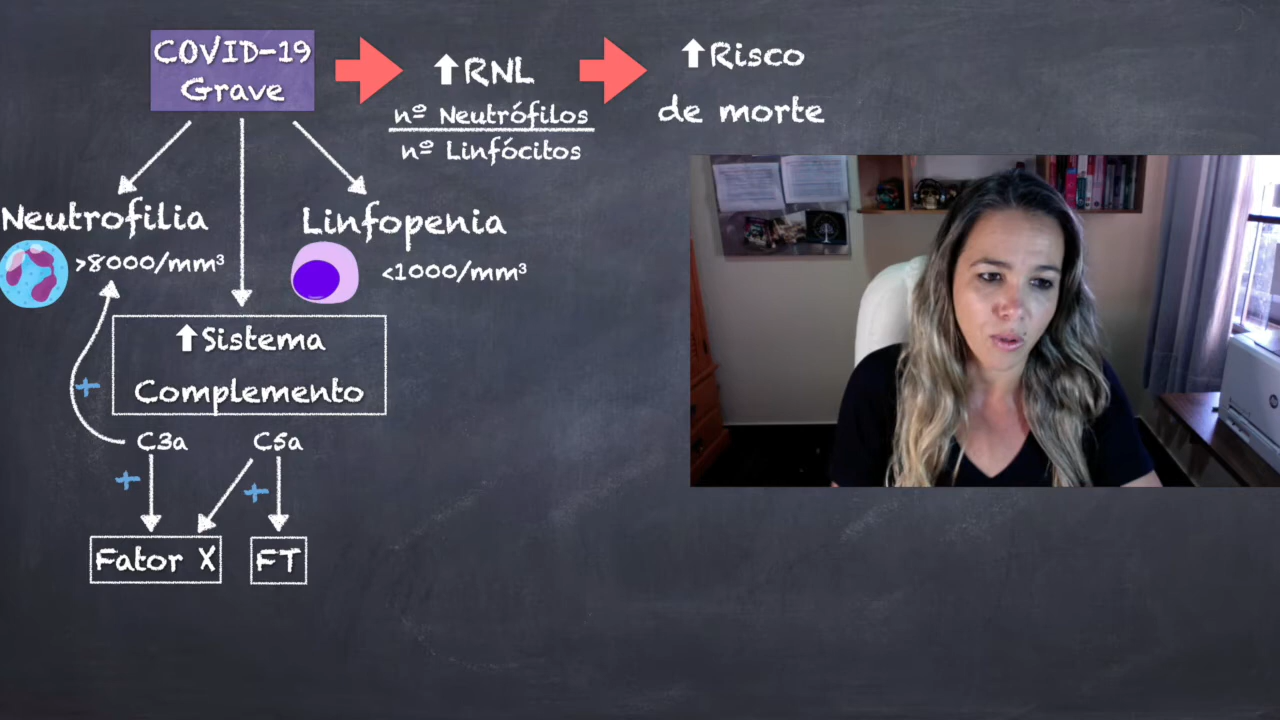 COVID-19
Grave
↑RNL
nº Neutrófilos
nº Linfócitos
↑Risco
de morte
Neutrofilia
>8000/mm³
Linfopenia
<1000/mm³
↑Sistema
Complemento
C3a
C5a
+
+
+
Fator X
FT